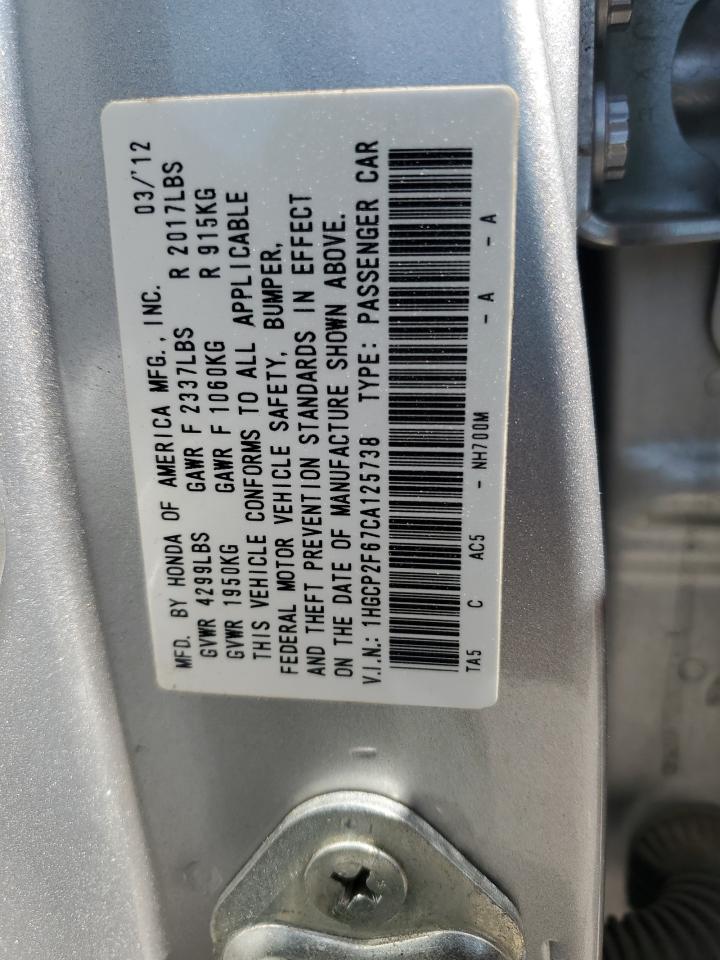 MFD. BY HONDA OF AMERICA MFG., INC. 03/'12
GVWR 4299LBS GAWR F 2337LBS R 2017LBS
GVWR 1950KG GAWR F 1060KG R 915KG
THIS VEHICLE CONFORMS TO ALL APPLICABLE
FEDERAL MOTOR VEHICLE SAFETY, BUMPER,
AND THEFT PREVENTION STANDARDS IN EFFECT
ON THE DATE OF MANUFACTURE SHOWN ABOVE.
V.I.N.: 1HGCP2F67CA125738 TYPE: PASSENGER CAR
TA5 C AC5 - NH700M - A - A